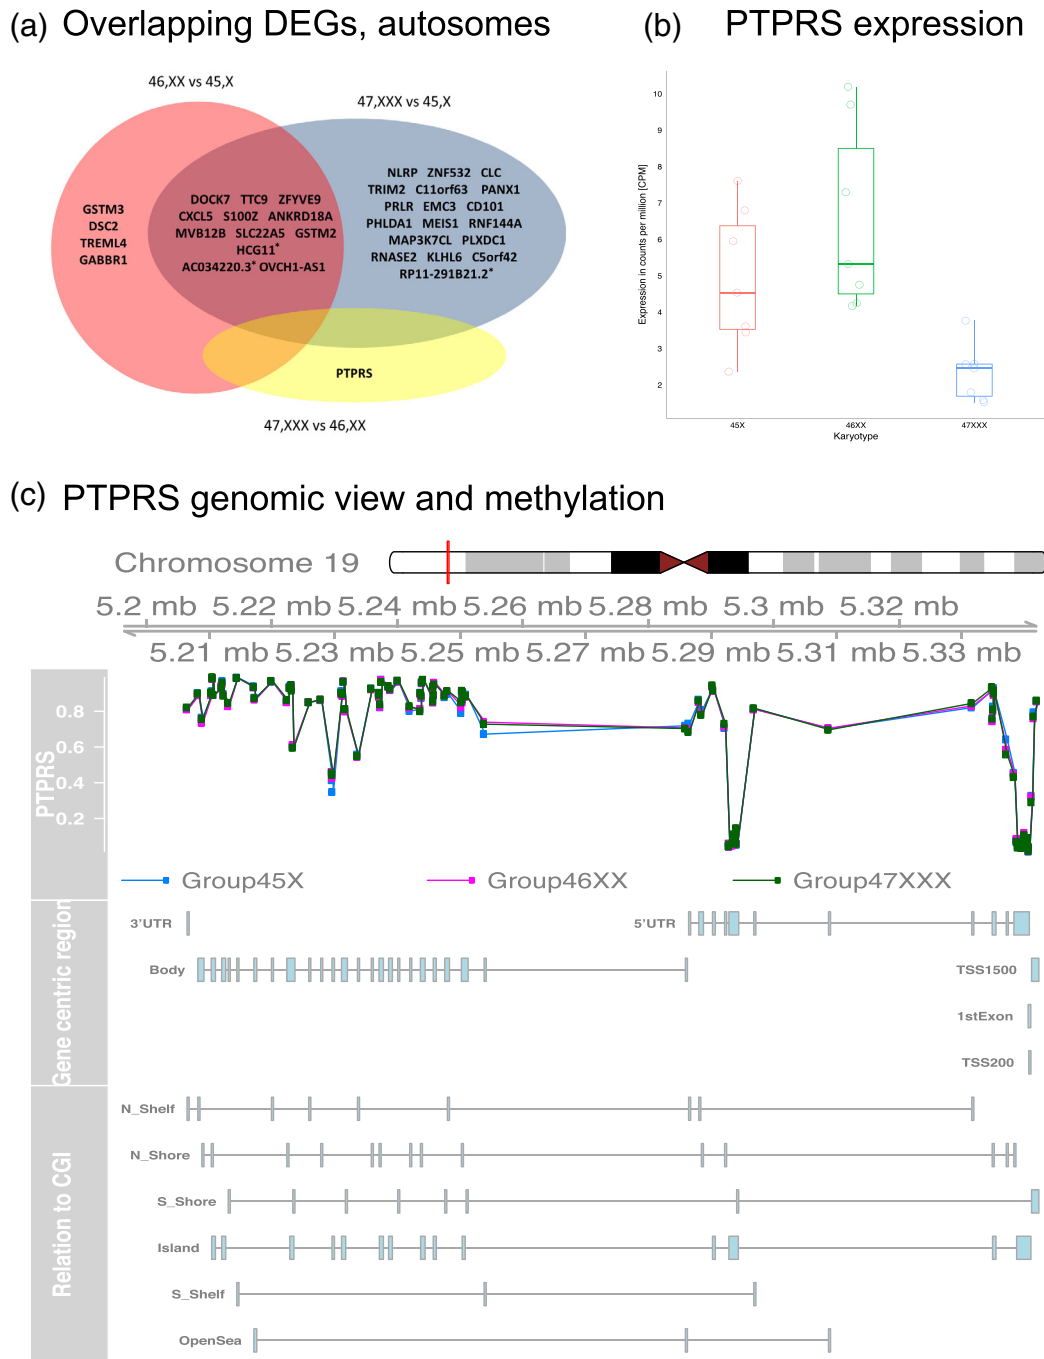 (a) Overlapping DEGs, autosomes
46,XX vs 45,X
47,XXX vs 45,X
GSTM3
DSC2
TREML4
GABBR1
DOCK7 TTC9 ZFYVE9
CXCL5 S100Z ANKRD18A
MVB12B SLC22A5 GSTM2
HCG11*
AC034220.3* OVCH1-AS1
NLRP ZNF532 CLC
TRIM2 C11orf63 PANX1
PRLR EMC3 CD101
PHLDA1 MEIS1 RNF144A
MAP3K7CL PLXDC1
RNASE2 KLHL6 C5orf42
RP11-291B21.2*
PTPRS
47,XXX vs 46,XX
(b) PTPRS expression
Expression in counts per million [CPM]
10
9
8
7
6
5
4
3
2
45X 46XX 47XXX
Karyotype
(c) PTPRS genomic view and methylation
Chromosome 19
5.2 mb 5.22 mb 5.24 mb 5.26 mb 5.28 mb 5.3 mb 5.32 mb
5.21 mb 5.23 mb 5.25 mb 5.27 mb 5.29 mb 5.31 mb 5.33 mb
PTPRS
0.8
0.6
0.4
0.2
Group45X Group46XX Group47XXX
Gene centric region
3'UTR 5'UTR
Body TSS1500
1stExon
TSS200
Relation to CGI
N_Shelf
N_Shore
S_Shore
Island
S_Shelf
OpenSea